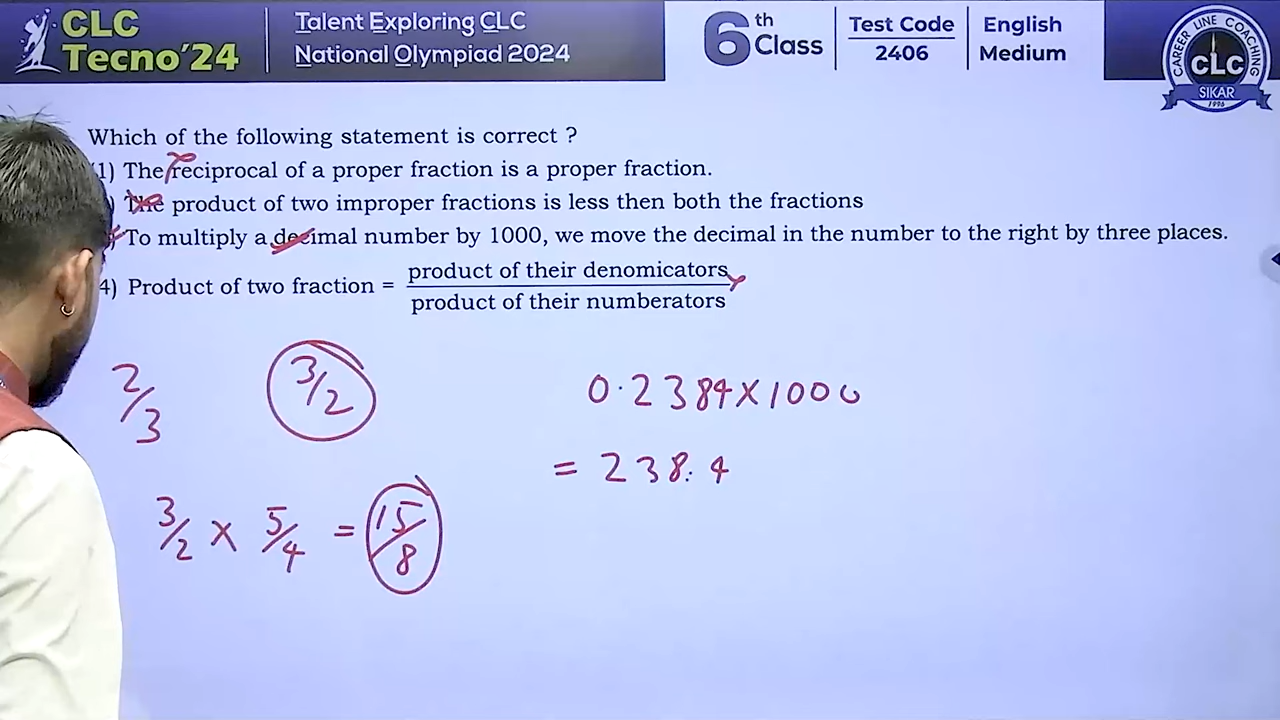 CLC
Tecno'24
Talent Exploring CLC
National Olympiad 2024
6th Class
Test Code
2406
English
Medium
CAREER LINE COACHING
CLC
SIKAR
1996
Which of the following statement is correct ?
1) The reciprocal of a proper fraction is a proper fraction.
) The product of two improper fractions is less then both the fractions
To multiply a decimal number by 1000, we move the decimal in the number to the right by three places.
4) Product of two fraction = product of their denomicators / product of their numberators
2/3
3/2
0.2384×1000
= 238.4
3/2 × 5/4 = 15/8